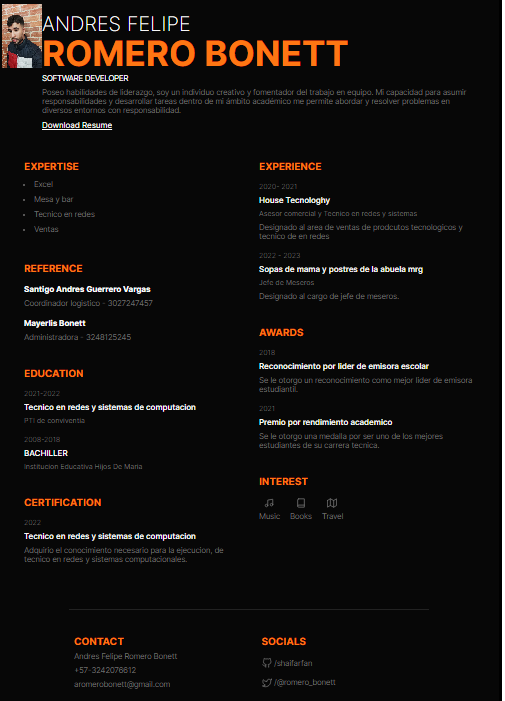 ANDRES FELIPE
ROMERO BONETT
SOFTWARE DEVELOPER
Poseo habilidades de liderazgo, soy un individuo creativo y fomentador del trabajo en equipo. Mi capacidad para asumir
responsabilidades y desarrollar tareas dentro de mi ámbito académico me permite abordar y resolver problemas en
diversos entornos con responsabilidad.
Download Resume
EXPERTISE
Excel
Mesa y bar
Tecnico en redes
Ventas
REFERENCE
Santigo Andres Guerrero Vargas
Coordinador logistico - 3027247457
Mayerlis Bonett
Administradora - 3248125245
EDUCATION
2021-2022
Tecnico en redes y sistemas de computacion
PTI de conviventia
2008-2018
BACHILLER
Institucion Educativa Hijos De Maria
CERTIFICATION
2022
Tecnico en redes y sistemas de computacion
Adquirio el conocimiento necesario para la ejecucion, de
tecnico en redes y sistemas computacionales.
EXPERIENCE
2020- 2021
House Tecnologhy
Asesor comercial y Tecnico en redes y sistemas
Designado al area de ventas de prodcutos tecnologicos y
tecnico de en redes
2022 - 2023
Sopas de mama y postres de la abuela mrg
Jefe de Meseros
Designado al cargo de jefe de meseros.
AWARDS
2018
Reconocimiento por lider de emisora escolar
Se le otorgo un reconocimiento como mejor lider de emisora
estudiantil.
2021
Premio por rendimiento academico
Se le otorgo una medalla por ser uno de los mejores
estudiantes de su carrera tecnica.
INTEREST
Music Books Travel
CONTACT
Andres Felipe Romero Bonett
+57-3242076612
aromerobonett@gmail.com
SOCIALS
/shaifarfan
/@romero_bonett